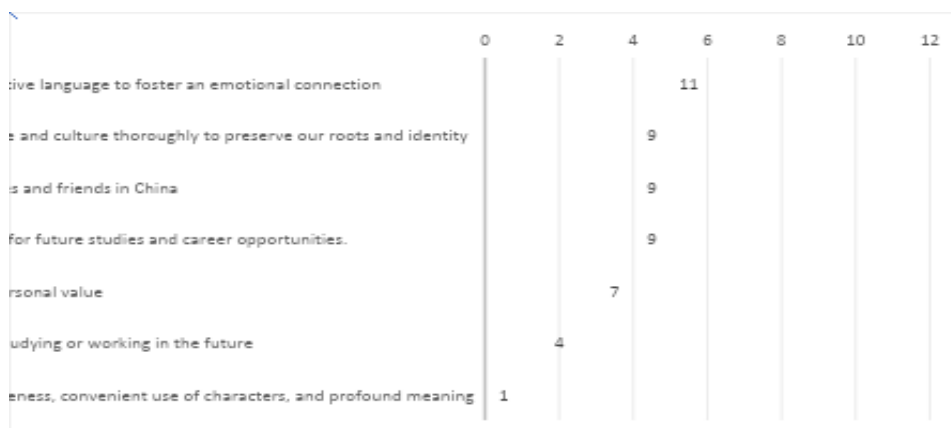 0 2 4 6 8 10 12
ive language to foster an emotional connection 11
e and culture thoroughly to preserve our roots and identity 9
s and friends in China 9
for future studies and career opportunities. 9
rsonal value 7
udying or working in the future 4
eness, convenient use of characters, and profound meaning 1